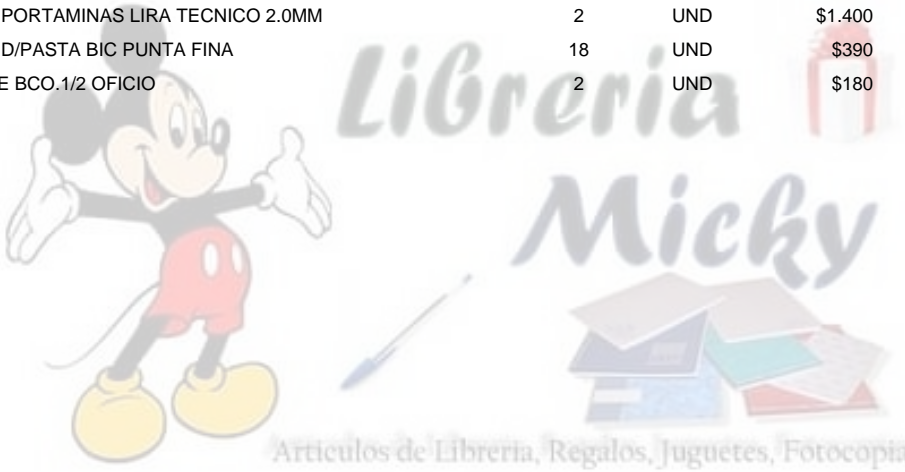 PORTAMINAS LIRA TECNICO 2.0MM 2 UND $1.400
D/PASTA BIC PUNTA FINA 18 UND $390
E BCO.1/2 OFICIO 2 UND $180
Libreria
Micky
Articulos de Libreria, Regalos, Juguetes, Fotocopia